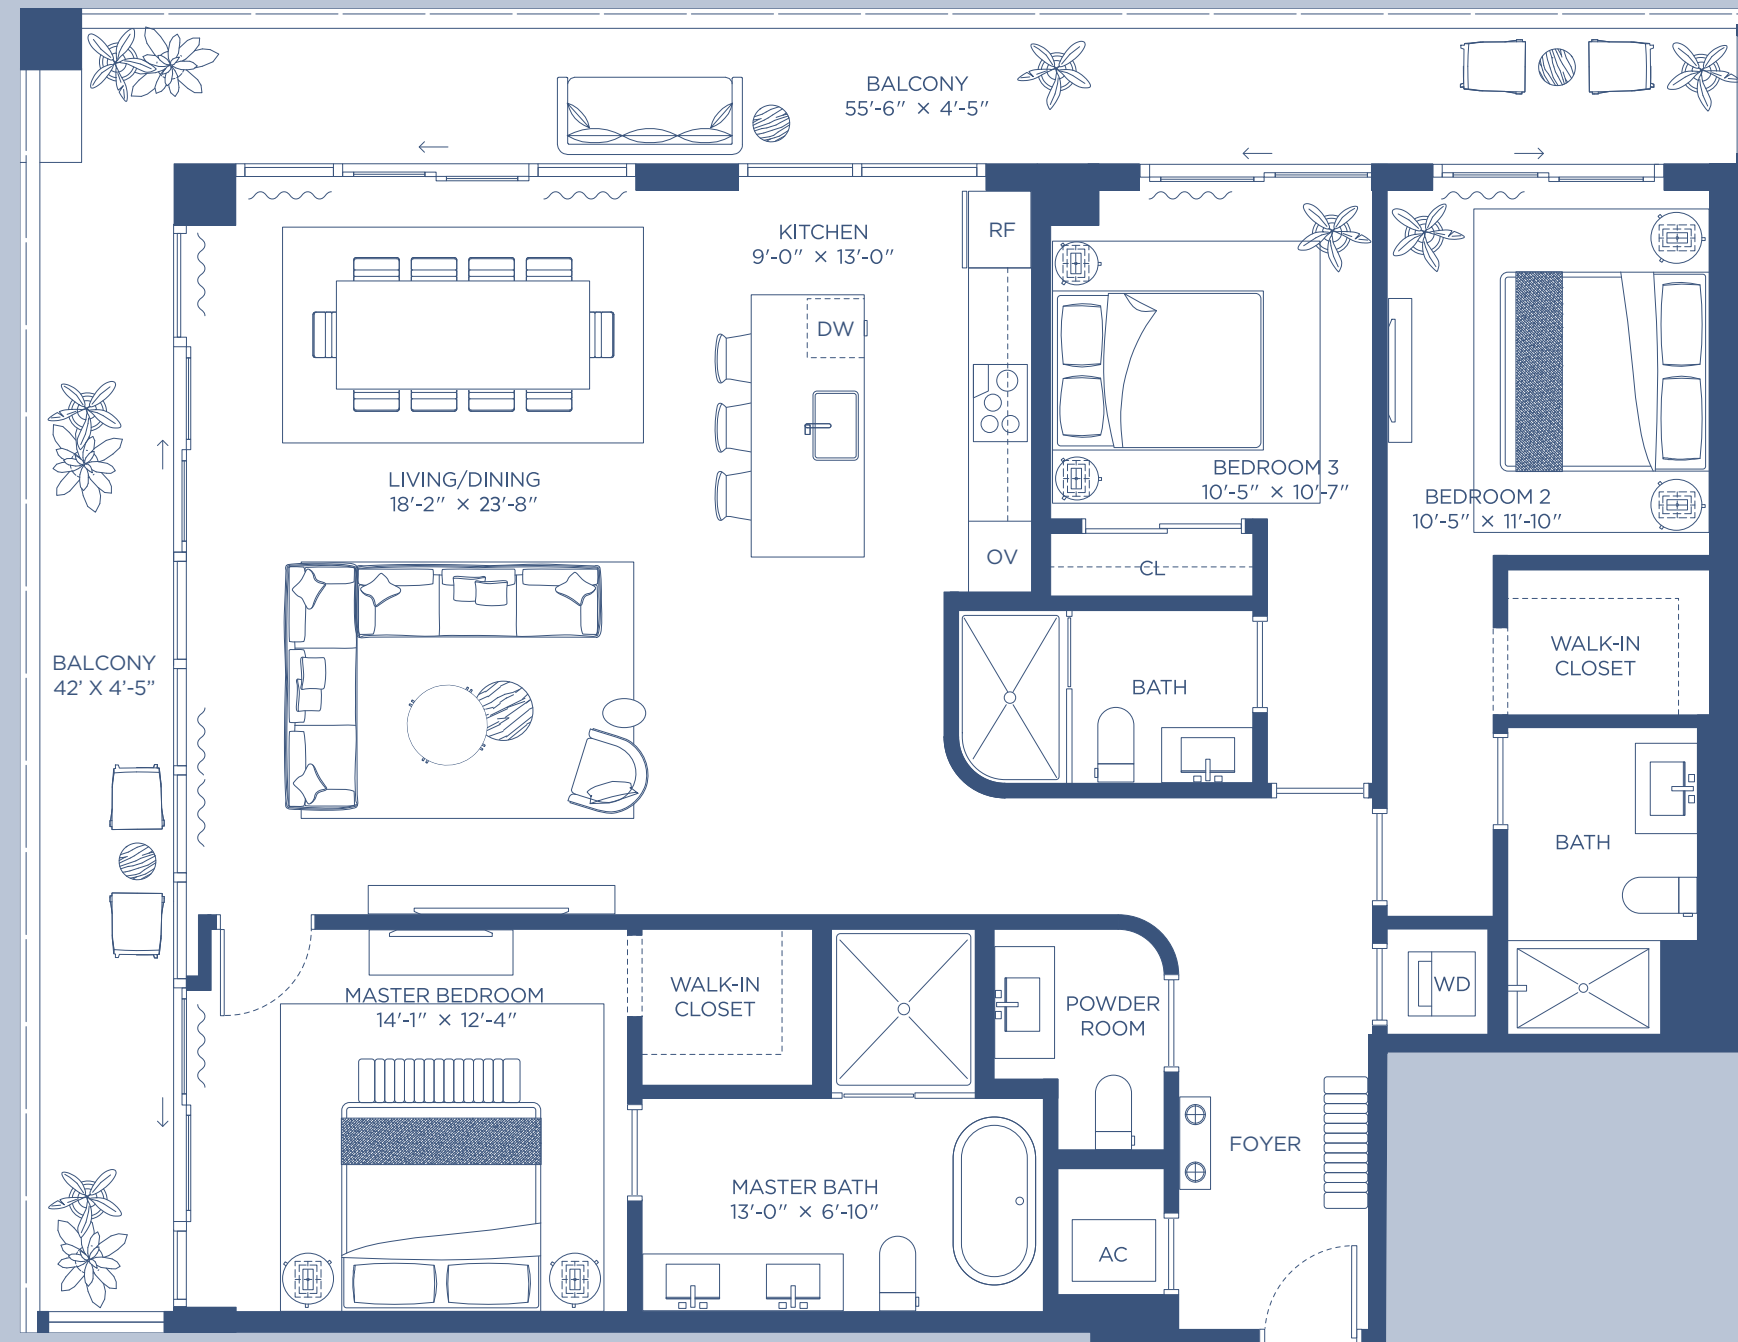 BALCONY
55'-6" × 4'-5"
KITCHEN
9'-0" × 13'-0"
RF
DW
LIVING/DINING
18'-2" × 23'-8"
BEDROOM 3
10'-5" × 10'-7"
BEDROOM 2
10'-5" × 11'-10"
OV
CL
WALK-IN
CLOSET
BALCONY
42' X 4'-5"
BATH
BATH
WALK-IN
CLOSET
WD
MASTER BEDROOM
14'-1" × 12'-4"
POWDER
ROOM
FOYER
MASTER BATH
13'-0" × 6'-10"
AC